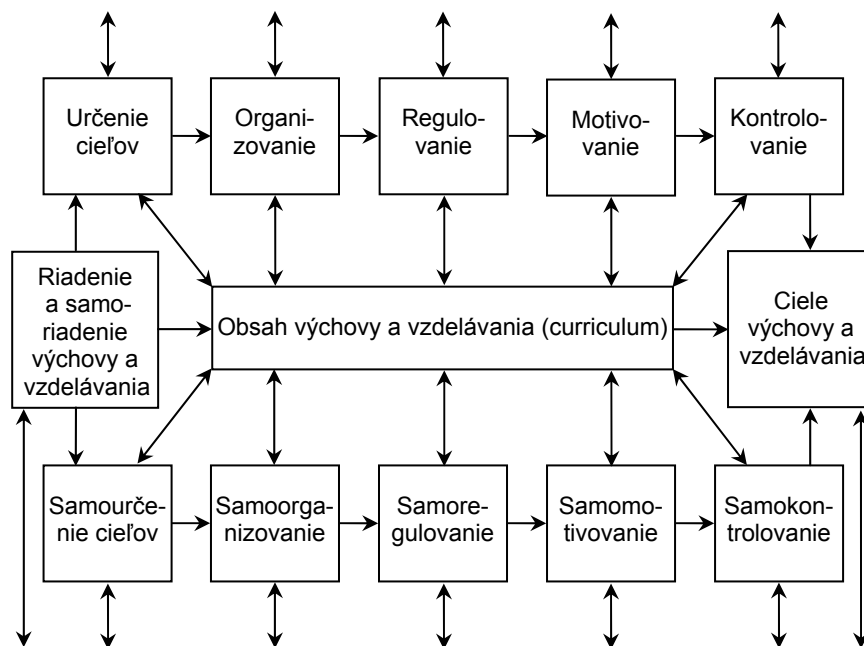 Určenie
cieľov
Organi-
zovanie
Regulo-
vanie
Motivo-
vanie
Kontrolo-
vanie
Riadenie
a samo-
riadenie
výchovy a
vzdelávania
Obsah výchovy a vzdelávania (curriculum)
Ciele
výchovy a
vzdelávania
Samourče-
nie cieľov
Samoorga-
nizovanie
Samore-
gulovanie
Samomo-
tivovanie
Samokon-
trolovanie